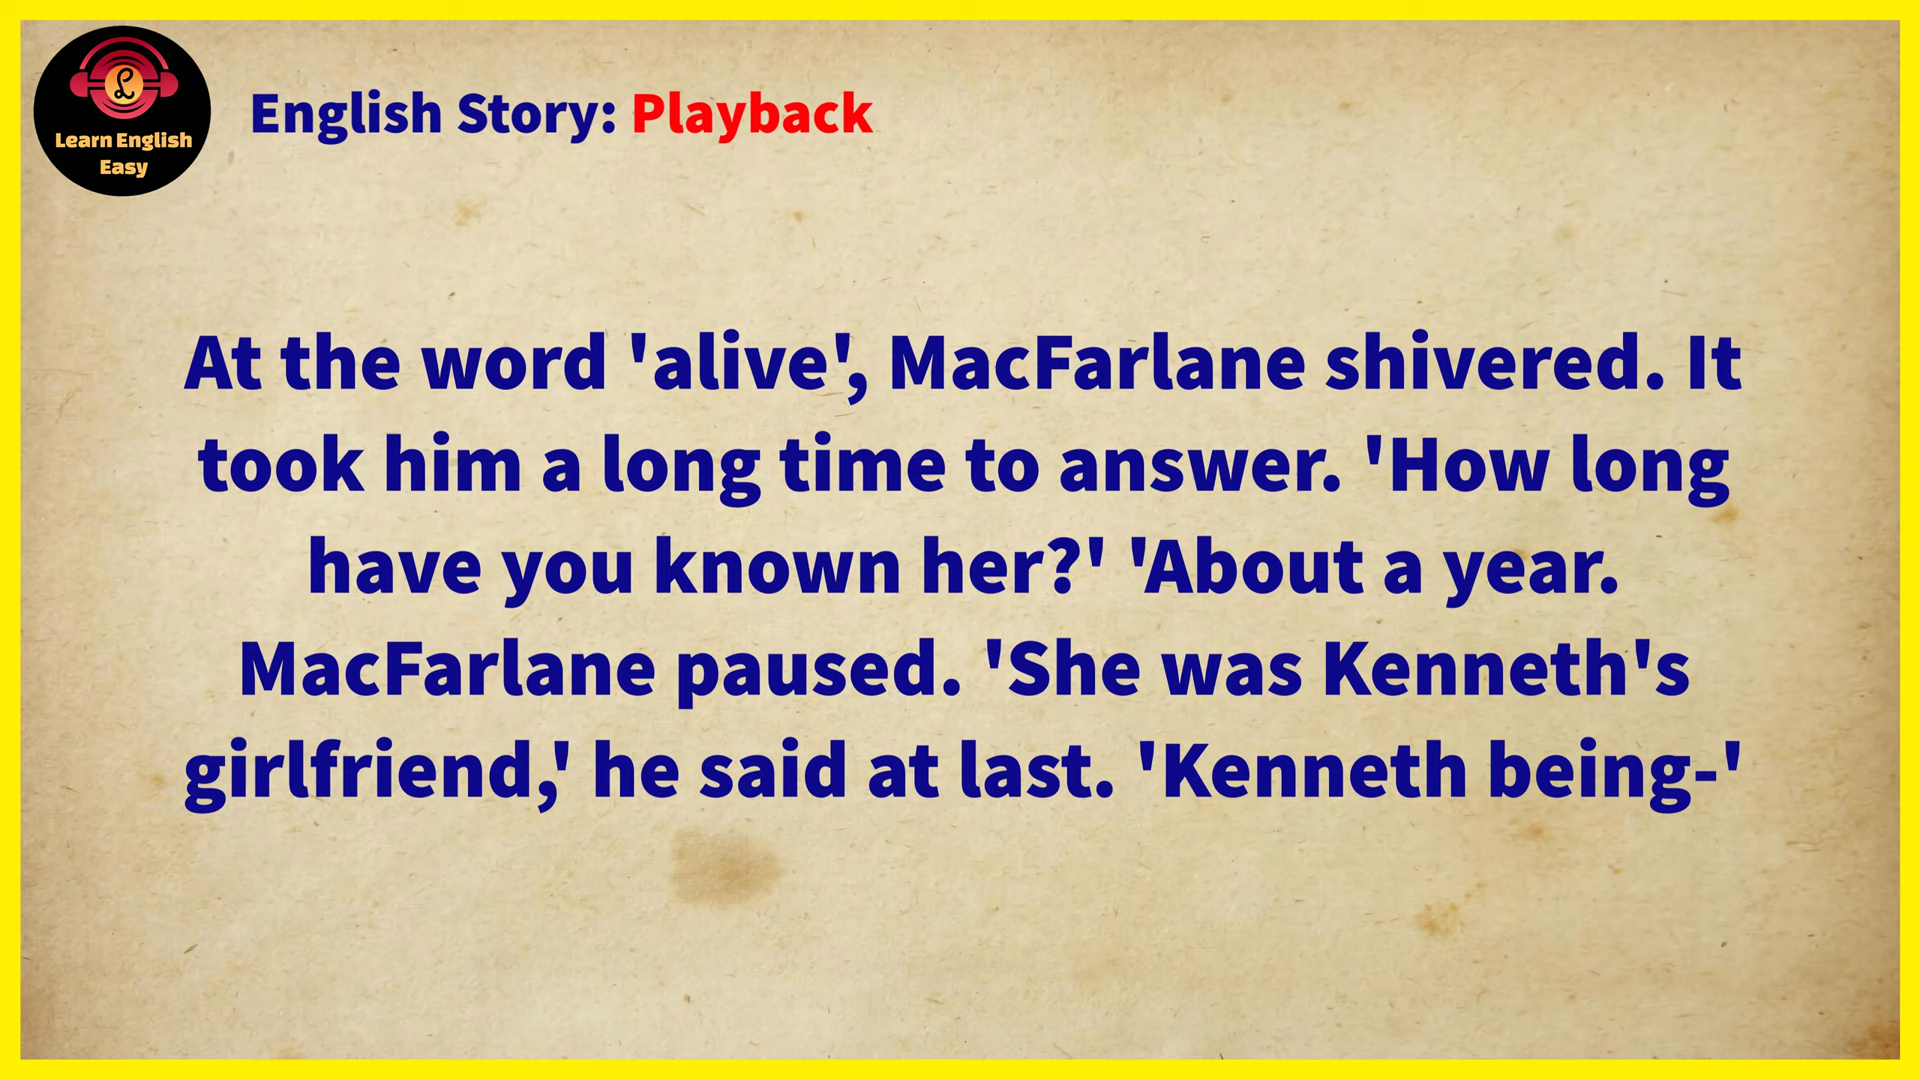 Learn English
Easy
English Story: Playback
At the word 'alive', MacFarlane shivered. It
took him a long time to answer. 'How long
have you known her?' 'About a year.
MacFarlane paused. 'She was Kenneth's
girlfriend,' he said at last. 'Kenneth being-'